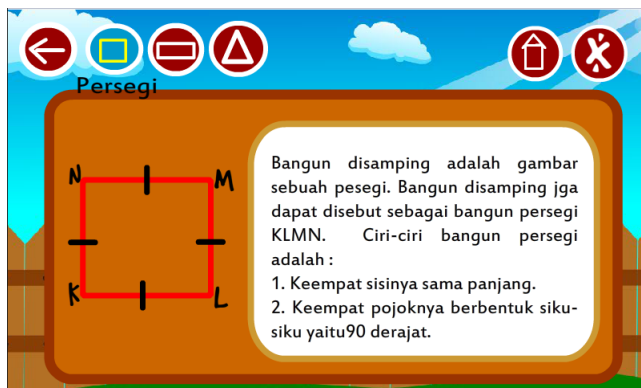 Persegi
N
M
K
L
Bangun disamping adalah gambar
sebuah pesegi. Bangun disamping jga
dapat disebut sebagai bangun persegi
KLMN. Ciri-ciri bangun persegi
adalah :
1. Keempat sisinya sama panjang.
2. Keempat pojoknya berbentuk siku-
siku yaitu90 derajat.